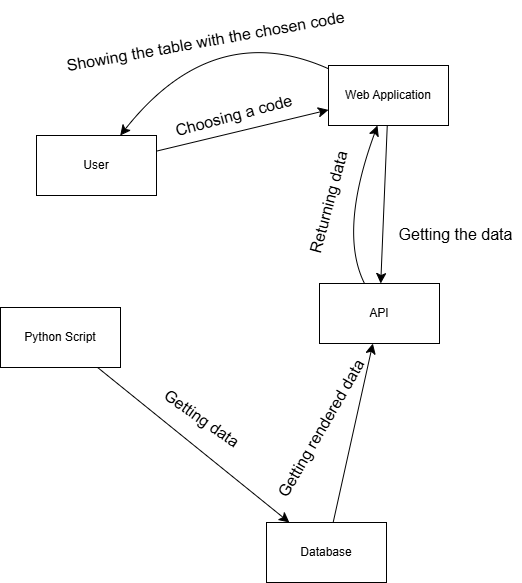 Showing the table with the chosen code
Web Application
Choosing a code
User
Returning data
Getting the data
API
Python Script
Getting data
Getting rendered data
Database